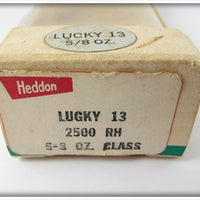 LUCKY 13
5/8 OZ.
Heddon
LUCKY 13
2500 RH
5-8 OZ. CLASS